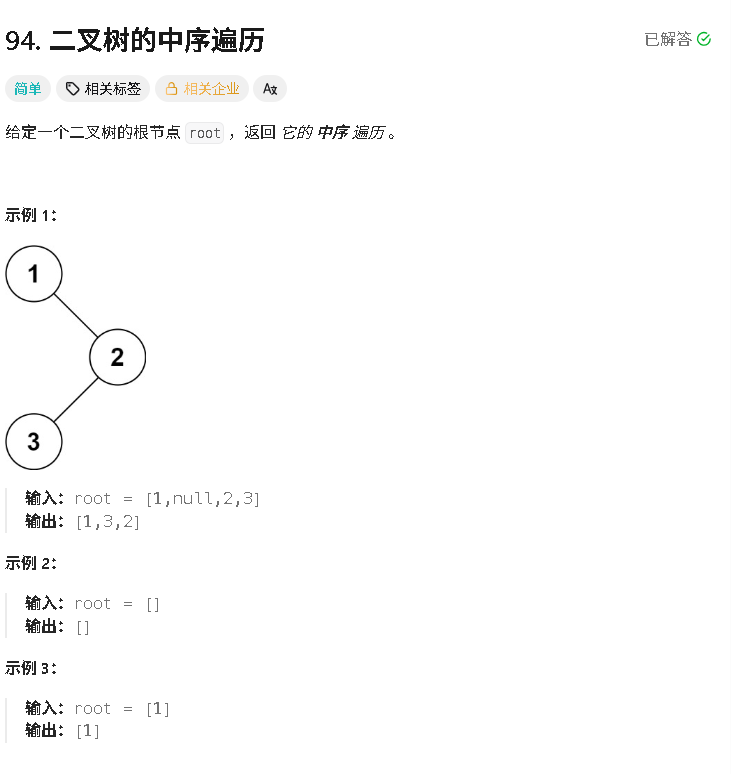 94. 二叉树的中序遍历
已解答
简单 相关标签 相关企业 A文
给定一个二叉树的根节点 root ，返回 它的 中序 遍历 。
示例 1：
1
2
3
输入：root = [1,null,2,3]
输出：[1,3,2]
示例 2：
输入：root = []
输出：[]
示例 3：
输入：root = [1]
输出：[1]